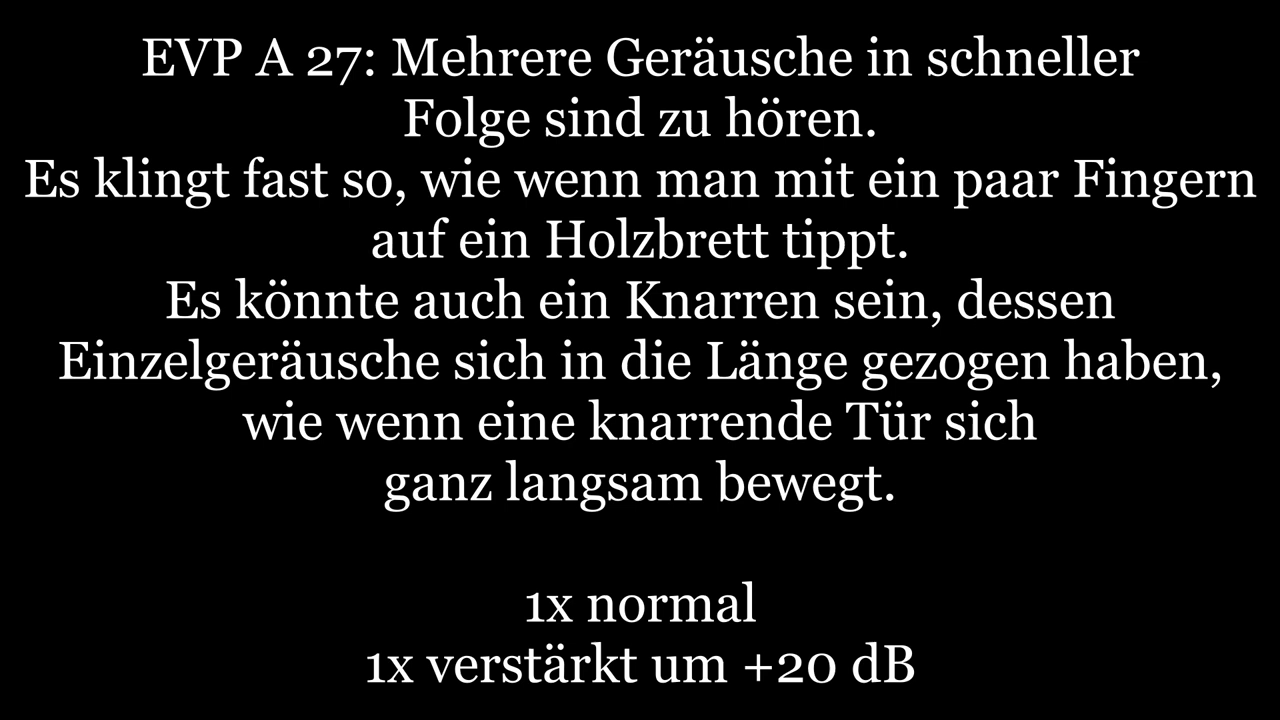 EVP A 27: Mehrere Geräusche in schneller
Folge sind zu hören.
Es klingt fast so, wie wenn man mit ein paar Fingern
auf ein Holzbrett tippt.
Es könnte auch ein Knarren sein, dessen
Einzelgeräusche sich in die Länge gezogen haben,
wie wenn eine knarrende Tür sich
ganz langsam bewegt.
1x normal
1x verstärkt um +20 dB